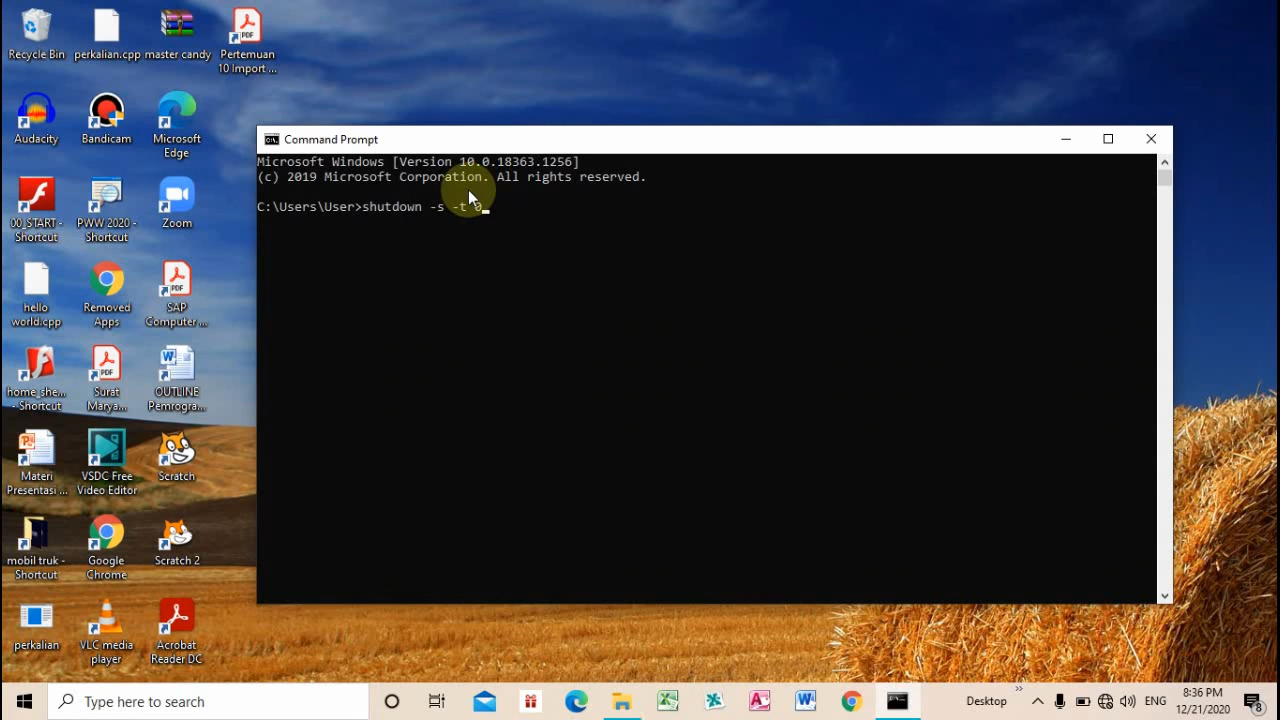 Recycle Bin
perkalian.cpp
master candy
Pertemuan
10 Import ...
Audacity
Bandicam
Microsoft
Edge
00_START -
Shortcut
PWW 2020 -
Shortcut
Zoom
hello
world.cpp
Removed
Apps
SAP
Computer ...
home_she...
- Shortcut
Surat
Marya...
OUTLINE
Pemrogra...
Materi
Presentasi ...
VSDC Free
Video Editor
Scratch
mobil truk -
Shortcut
Google
Chrome
Scratch 2
perkalian
VLC media
player
Acrobat
Reader DC
Command Prompt
Microsoft Windows [Version 10.0.18363.1256]
(c) 2019 Microsoft Corporation. All rights reserved.
C:\Users\User>shutdown -s -t 0
Type here to search
Desktop
ENG
8:36 PM
12/21/2020
8